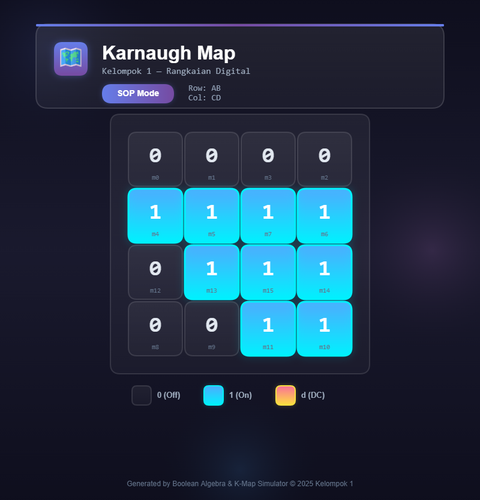 Karnaugh Map
Kelompok 1 — Rangkaian Digital
SOP Mode
Row: AB
Col: CD
0 0 0 0
m0 m1 m3 m2
1 1 1 1
m4 m5 m7 m6
0 1 1 1
m12 m13 m15 m14
0 0 1 1
m8 m9 m11 m10
0 (Off) 1 (On) d (DC)
Generated by Boolean Algebra & K-Map Simulator © 2025 Kelompok 1